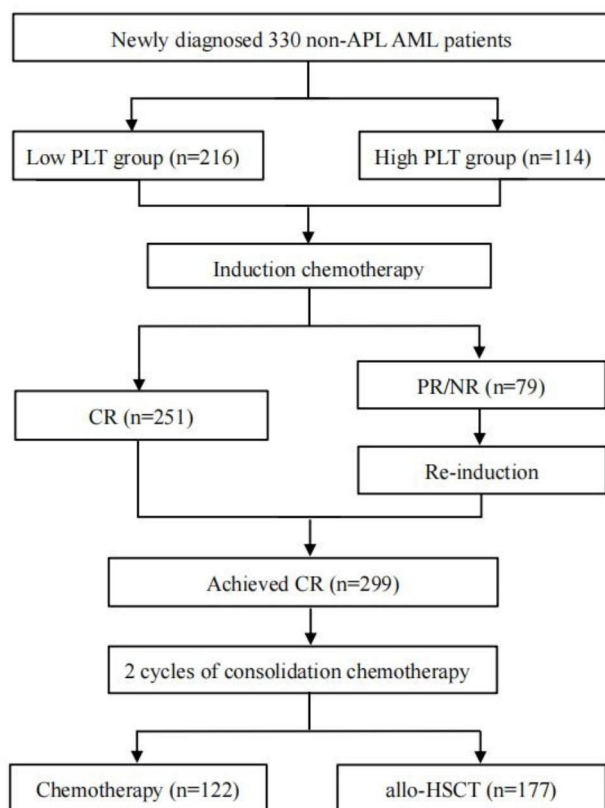 Newly diagnosed 330 non-APL AML patients
Low PLT group (n=216)
High PLT group (n=114)
Induction chemotherapy
CR (n=251)
PR/NR (n=79)
Re-induction
Achieved CR (n=299)
2 cycles of consolidation chemotherapy
Chemotherapy (n=122)
allo-HSCT (n=177)